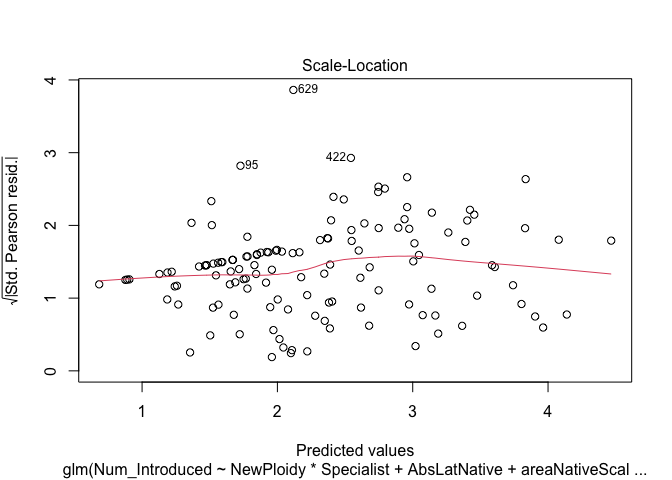 Scale-Location
√|Std. Pearson resid.|
4
3
2
1
0
629
422
95
1 2 3 4
Predicted values
glm(Num_Introduced ~ NewPloidy * Specialist + AbsLatNative + areaNativeScal ...